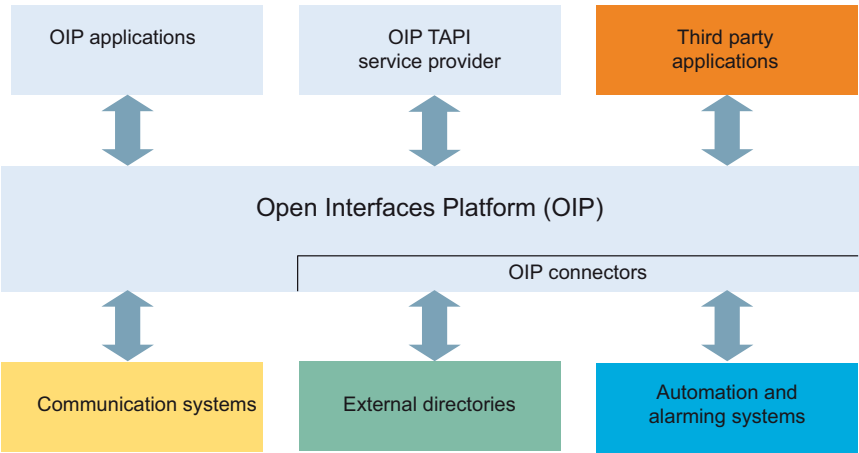 OIP applications
OIP TAPI
service provider
Third party
applications
Open Interfaces Platform (OIP)
OIP connectors
Communication systems
External directories
Automation and
alarming systems